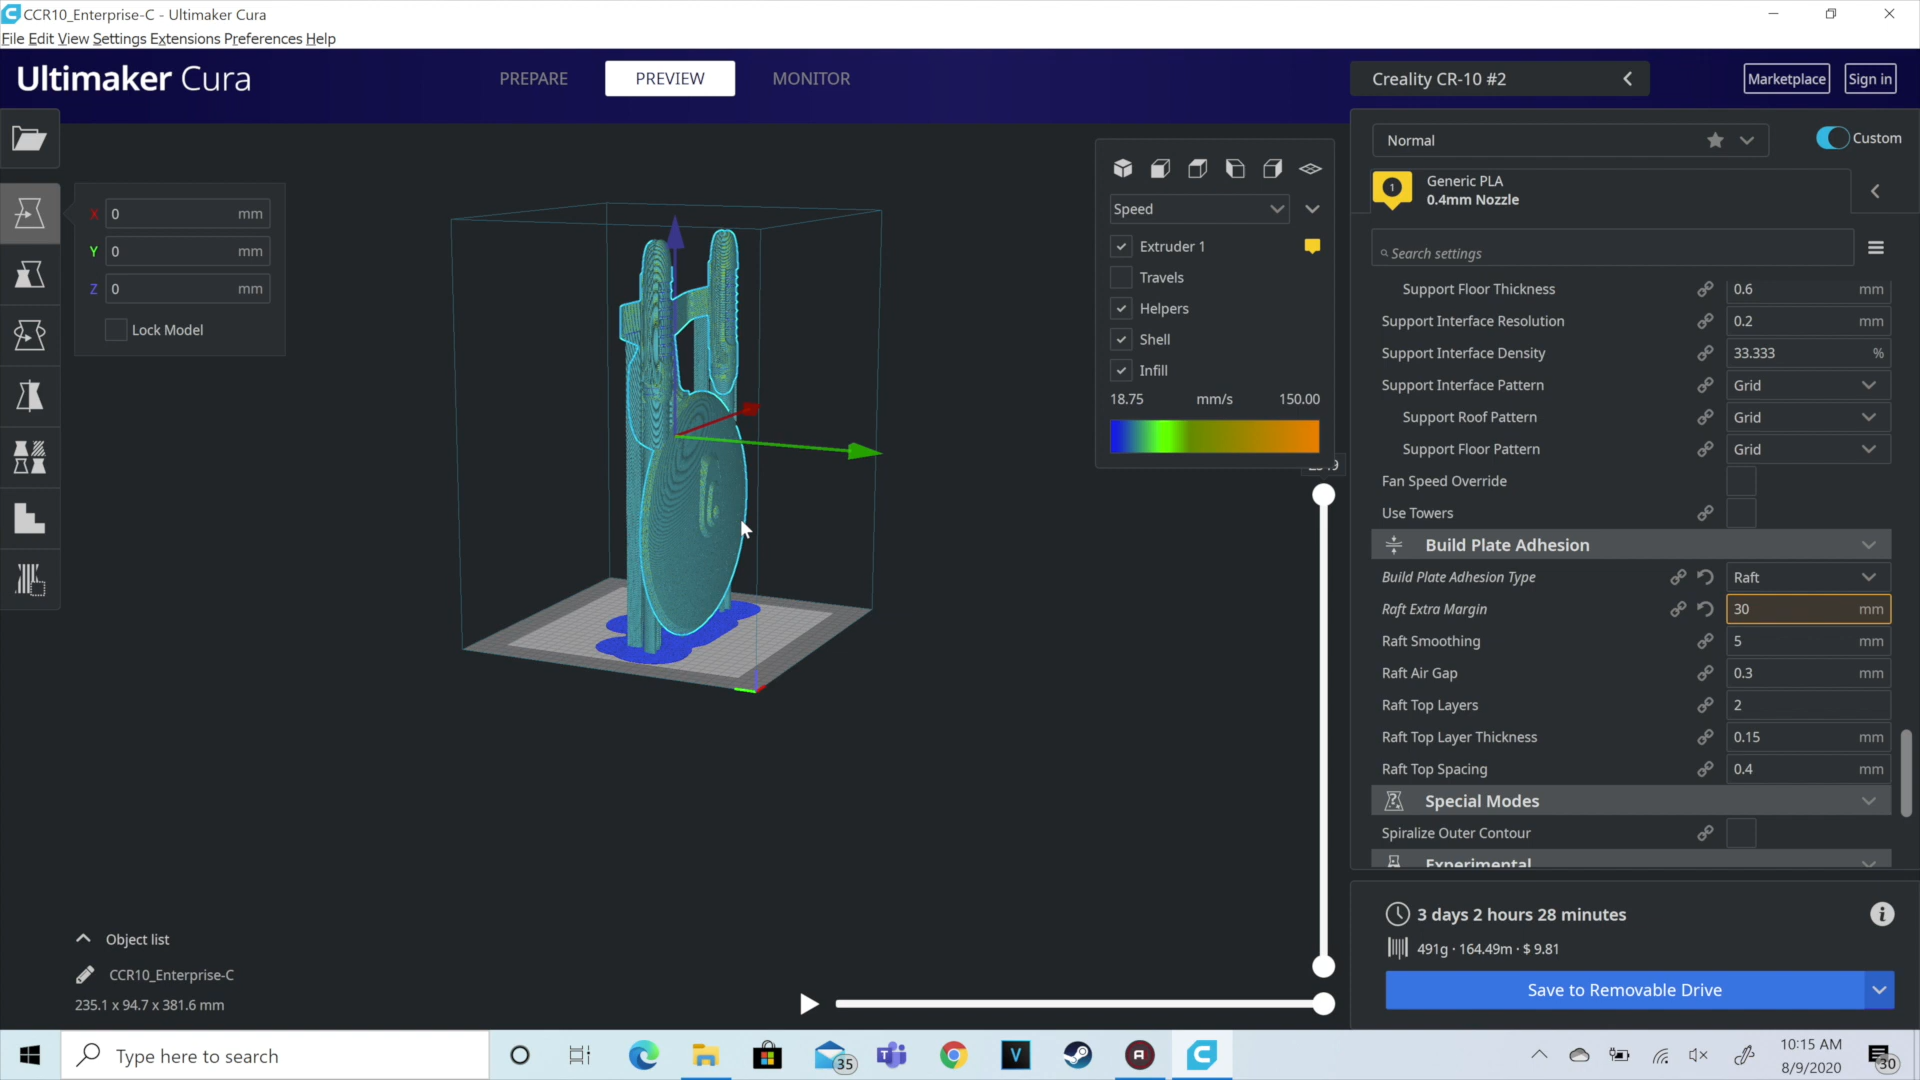 CCR10_Enterprise-C - Ultimaker Cura
File Edit View Settings Extensions Preferences Help
Ultimaker Cura
PREPARE
PREVIEW
MONITOR
Creality CR-10 #2
Marketplace
Sign in
X 0 mm
Y 0 mm
Z 0 mm
Lock Model
Speed
Extruder 1
Travels
Helpers
Shell
Infill
18.75 mm/s 150.00
Normal
Custom
1
Generic PLA
0.4mm Nozzle
Search settings
Support Floor Thickness 0.6 mm
Support Interface Resolution 0.2 mm
Support Interface Density 33.333 %
Support Interface Pattern Grid
Support Roof Pattern Grid
Support Floor Pattern Grid
Fan Speed Override
Use Towers
Build Plate Adhesion
Build Plate Adhesion Type Raft
Raft Extra Margin 30 mm
Raft Smoothing 5 mm
Raft Air Gap 0.3 mm
Raft Top Layers 2
Raft Top Layer Thickness 0.15 mm
Raft Top Spacing 0.4 mm
Special Modes
Spiralize Outer Contour
Experimental
3 days 2 hours 28 minutes
491g · 164.49m · $ 9.81
Save to Removable Drive
Object list
CCR10_Enterprise-C
235.1 x 94.7 x 381.6 mm
Type here to search
35
10:15 AM
8/9/2020
30